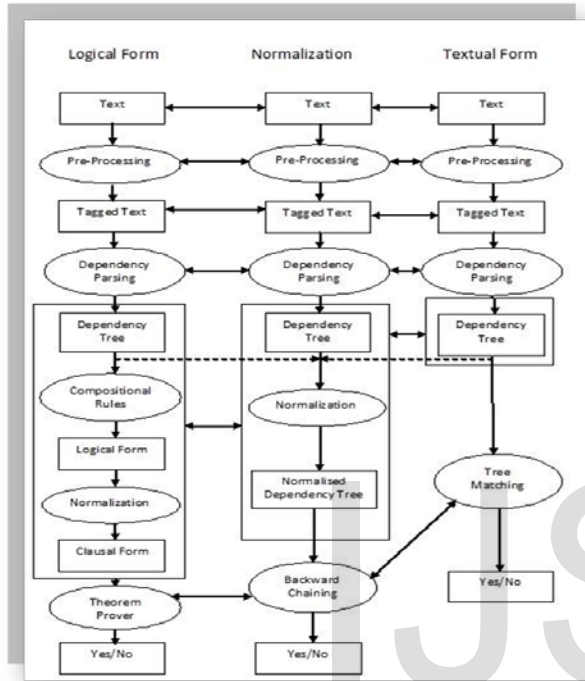 Logical Form
Normalization
Textual Form
Text
Text
Text
Pre-Processing
Pre-Processing
Pre-Processing
Tagged Text
Tagged Text
Tagged Text
Dependency
Parsing
Dependency
Parsing
Dependency
Parsing
Dependency
Tree
Dependency
Tree
Dependency
Tree
Compositional
Rules
Normalization
Logical Form
Tree
Matching
Normalised
Dependency Tree
Normalization
Clausal Form
Backward
Chaining
Theorem
Prover
Yes/No
Yes/No
Yes/No
IJS